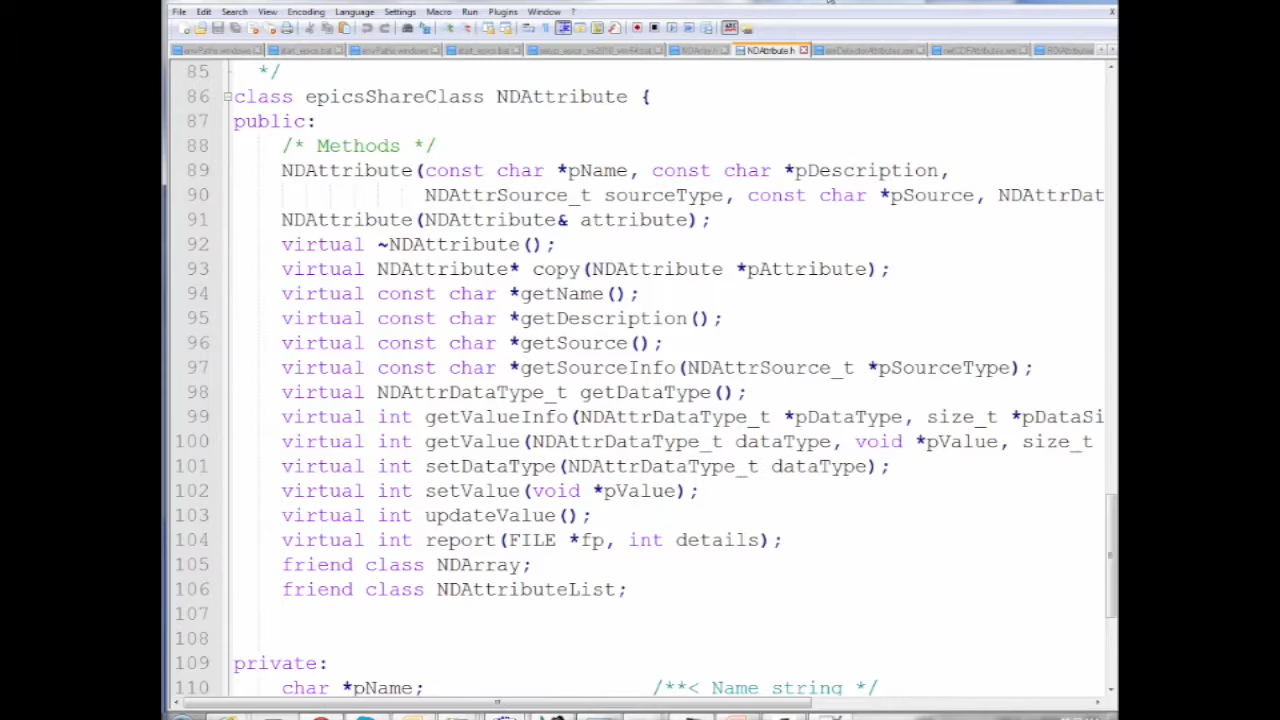 File Edit Search View Encoding Language Settings Macro Run Plugins Window ? X
NDAttribute.h
85 */
86 class epicsShareClass NDAttribute {
87 public:
88 /* Methods */
89 NDAttribute(const char *pName, const char *pDescription,
90 NDAttrSource_t sourceType, const char *pSource, NDAttrDat
91 NDAttribute(NDAttribute& attribute);
92 virtual ~NDAttribute();
93 virtual NDAttribute* copy(NDAttribute *pAttribute);
94 virtual const char *getName();
95 virtual const char *getDescription();
96 virtual const char *getSource();
97 virtual const char *getSourceInfo(NDAttrSource_t *pSourceType);
98 virtual NDAttrDataType_t getDataType();
99 virtual int getValueInfo(NDAttrDataType_t *pDataType, size_t *pDataSi
100 virtual int getValue(NDAttrDataType_t dataType, void *pValue, size_t
101 virtual int setDataType(NDAttrDataType_t dataType);
102 virtual int setValue(void *pValue);
103 virtual int updateValue();
104 virtual int report(FILE *fp, int details);
105 friend class NDArray;
106 friend class NDAttributeList;
107
108
109 private:
110 char *pName; /**< Name string */